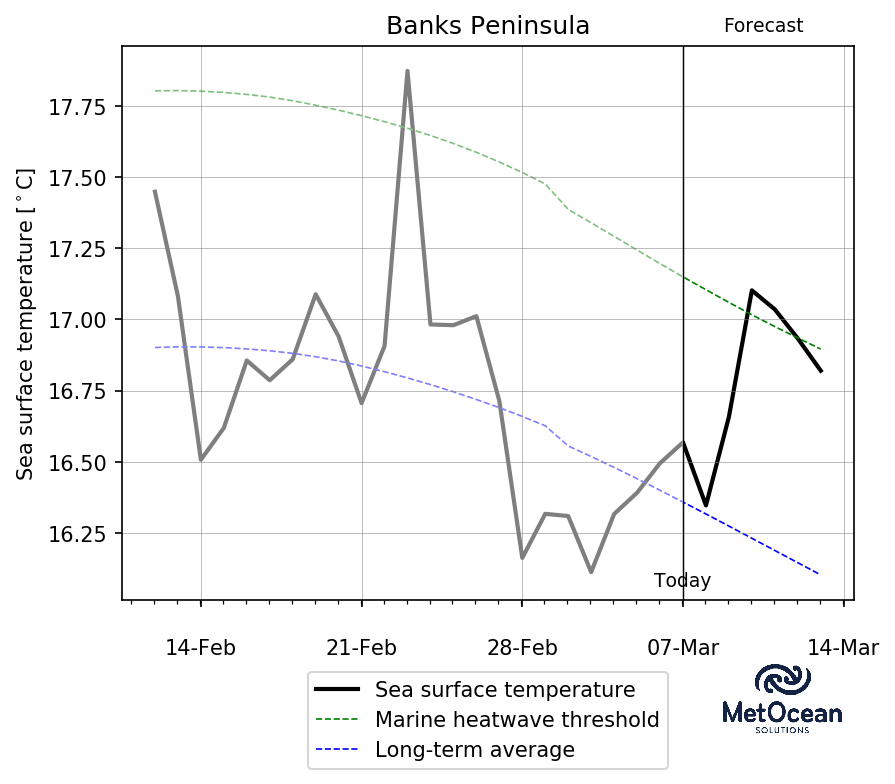 Banks Peninsula
Forecast
Sea surface temperature [°C]
17.75
17.50
17.25
17.00
16.75
16.50
16.25
Today
14-Feb 21-Feb 28-Feb 07-Mar 14-Mar
Sea surface temperature
Marine heatwave threshold
Long-term average
MetOcean
SOLUTIONS